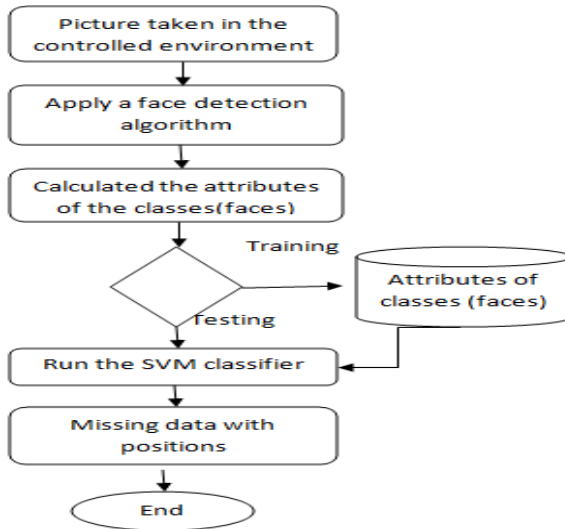 Picture taken in the
controlled environment
Apply a face detection
algorithm
Calculated the attributes
of the classes(faces)
Training
Attributes of
classes (faces)
Testing
Run the SVM classifier
Missing data with
positions
End